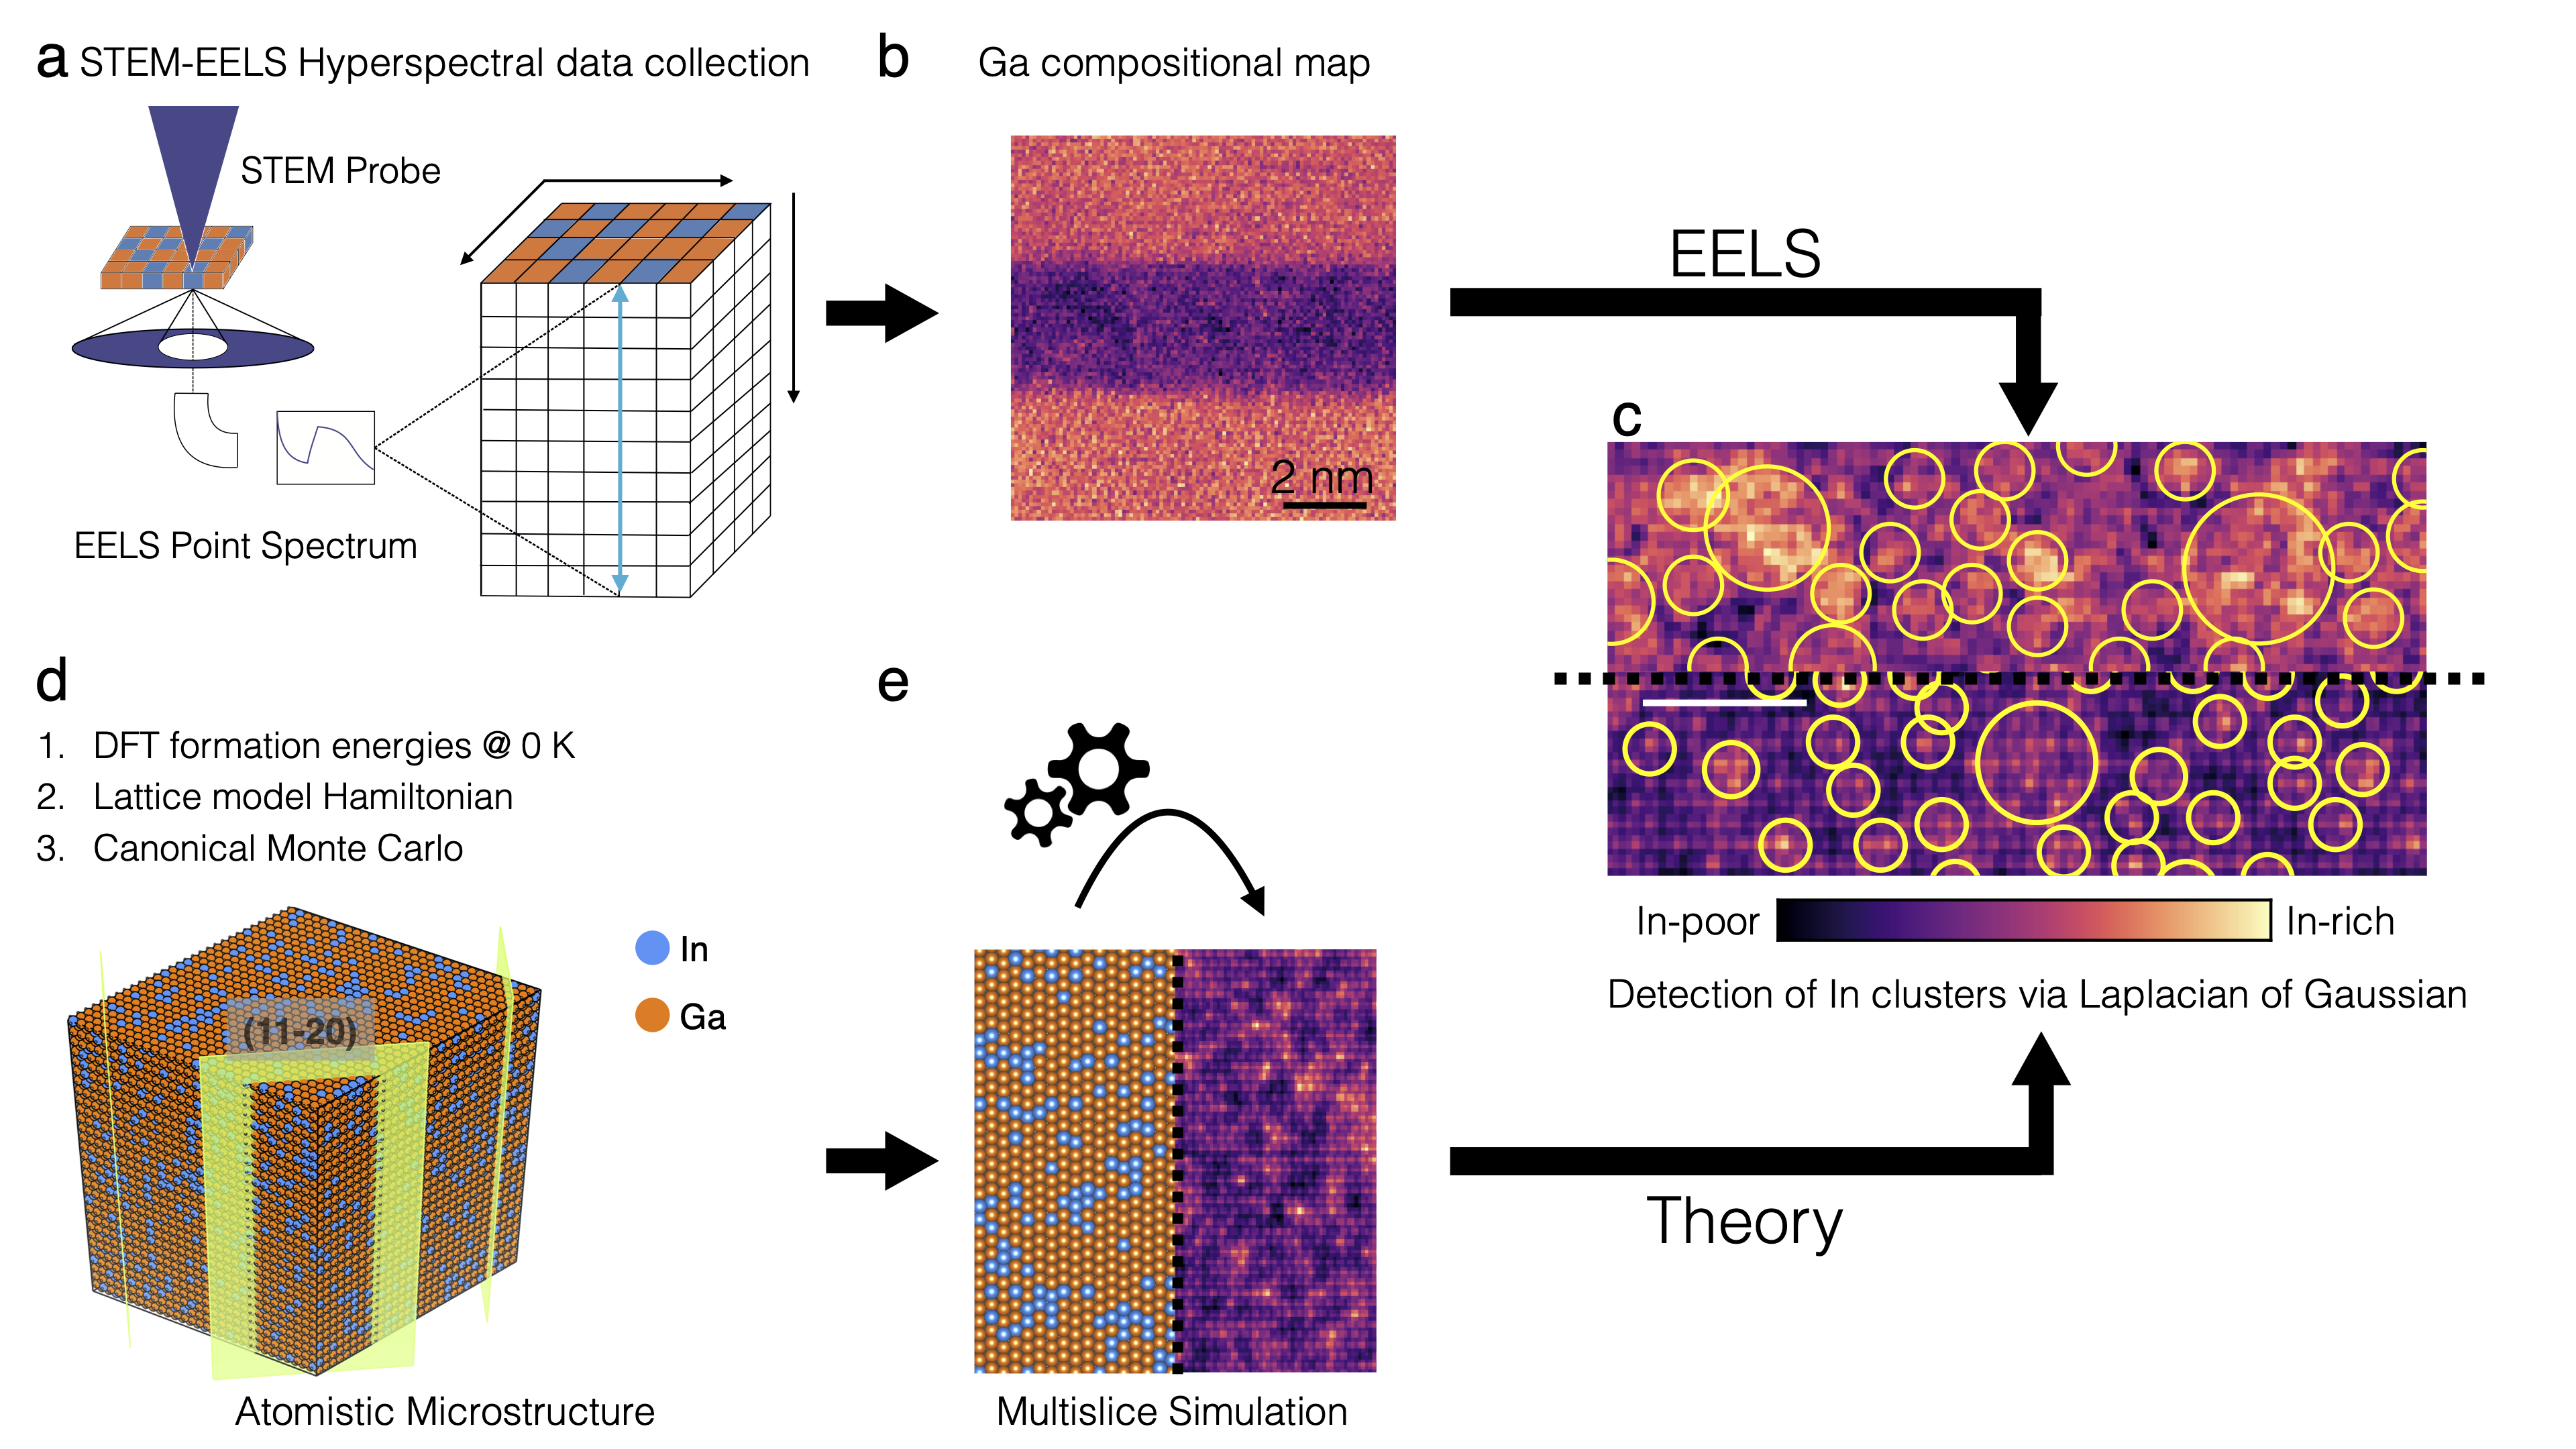 a STEM-EELS Hyperspectral data collection
STEM Probe
EELS Point Spectrum
b Ga compositional map
2 nm
EELS
c
In-poor
In-rich
Detection of In clusters via Laplacian of Gaussian
d
1. DFT formation energies @ 0 K
2. Lattice model Hamiltonian
3. Canonical Monte Carlo
In
Ga
(11-20)
Atomistic Microstructure
e
Multislice Simulation
Theory